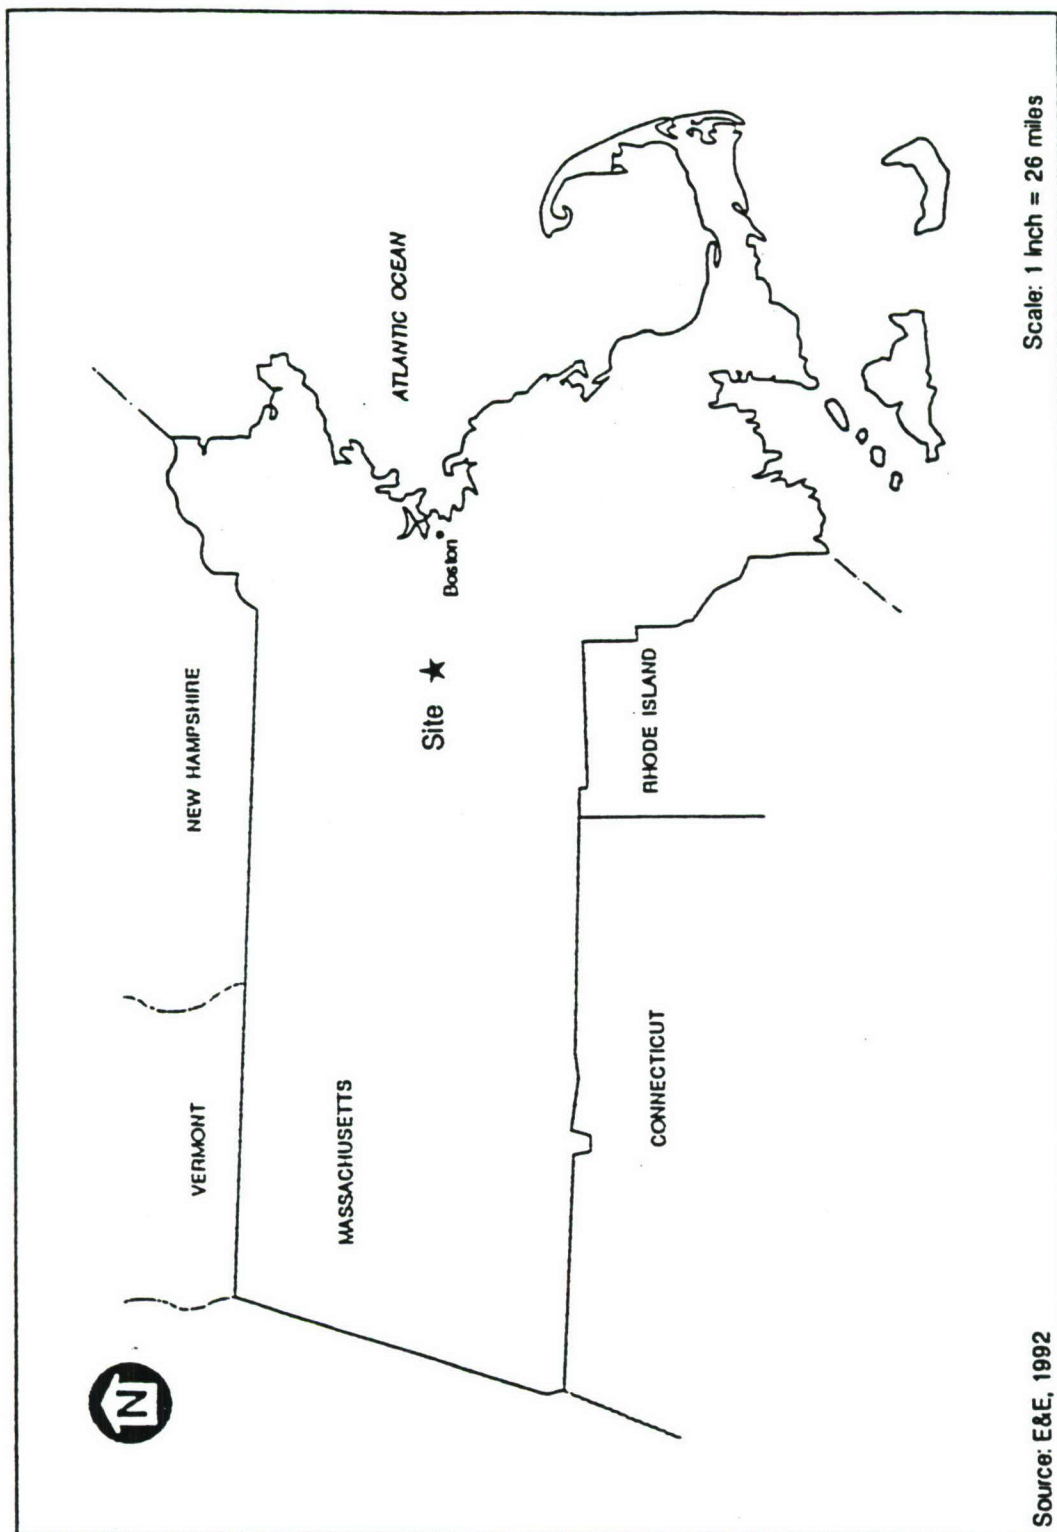 N
VERMONT
NEW HAMPSHIRE
MASSACHUSETTS
Site
Boston
ATLANTIC OCEAN
CONNECTICUT
RHODE ISLAND
Source: E&E, 1992
Scale: 1 Inch = 26 miles